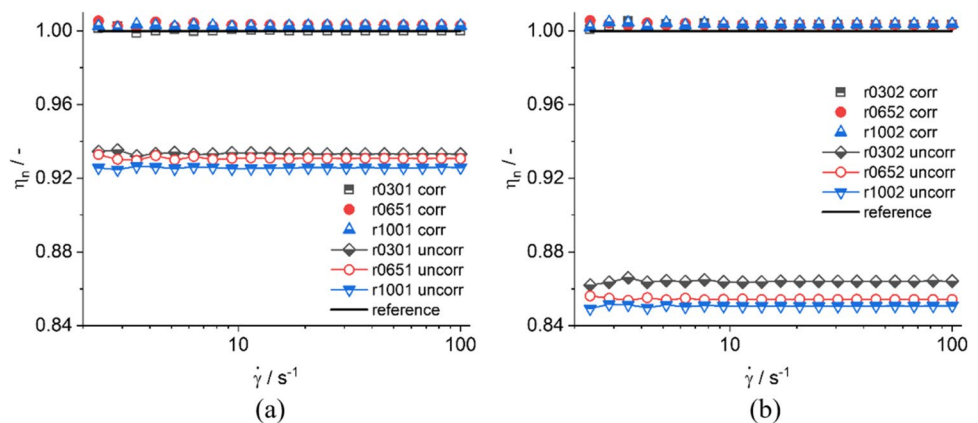 1.00
0.96
0.92
0.88
0.84
ηn / -
r0301 corr
r0651 corr
r1001 corr
r0301 uncorr
r0651 uncorr
r1001 uncorr
reference
10
100
γ̇ / s⁻¹
(a)
1.00
0.96
0.92
0.88
0.84
ηn / -
r0302 corr
r0652 corr
r1002 corr
r0302 uncorr
r0652 uncorr
r1002 uncorr
reference
10
100
γ̇ / s⁻¹
(b)